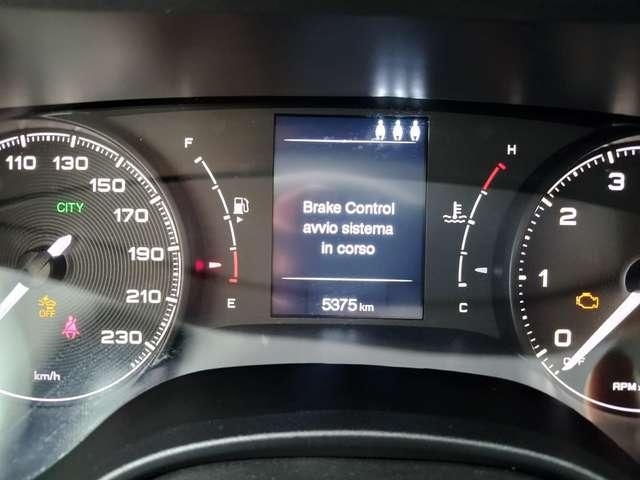 110
130
150
170
190
210
230
CITY
OFF
km/h
F
E
Brake Control
avvio sistema
in corso
5375 km
H
C
3
2
1
0
OFF